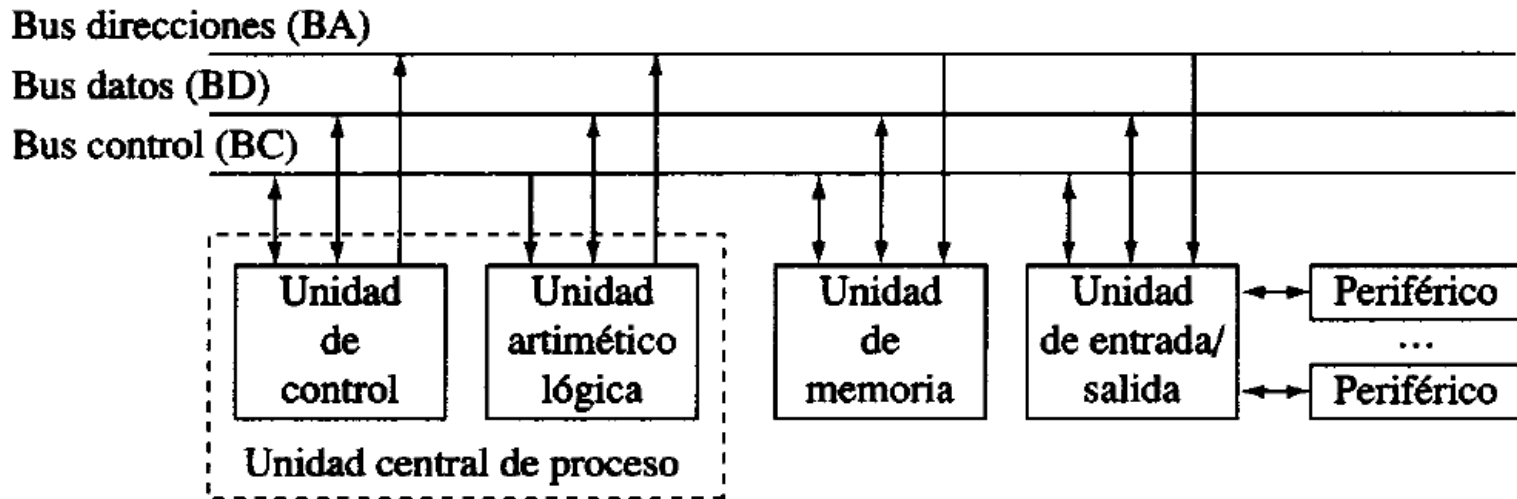 Bus direcciones (BA)
Bus datos (BD)
Bus control (BC)
Unidad
de
control
Unidad
artimético
lógica
Unidad
de
memoria
Unidad
de entrada/
salida
Periférico
...
Periférico
Unidad central de proceso